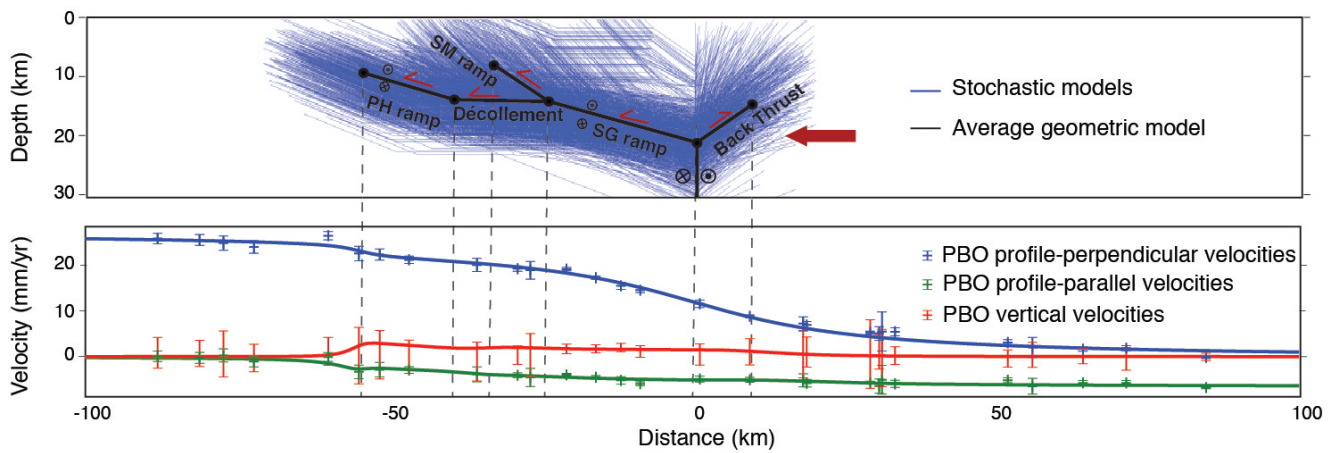 0
10
20
30
Depth (km)
SM ramp
PH ramp
Décollement
SG ramp
Back Thrust
Stochastic models
Average geometric model
20
10
0
Velocity (mm/yr)
PBO profile-perpendicular velocities
PBO profile-parallel velocities
PBO vertical velocities
-100
-50
0
50
100
Distance (km)